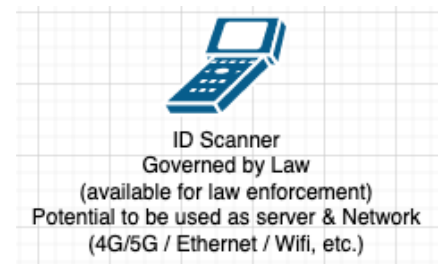 ID Scanner
Governed by Law
(available for law enforcement)
Potential to be used as server & Network
(4G/5G / Ethernet / Wifi, etc.)